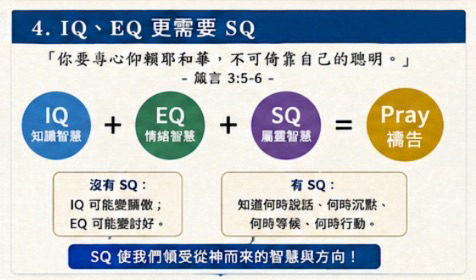 4. IQ、EQ 更需要 SQ
「你要專心仰賴耶和華，不可倚靠自己的聰明。」
- 箴言 3:5-6 -
IQ
知識智慧
+
EQ
情緒智慧
+
SQ
屬靈智慧
=
Pray
禱告
沒有 SQ：
IQ 可能變驕傲；
EQ 可能變討好。
有 SQ：
知道何時說話、何時沉默、
何時等候、何時行動。
SQ 使我們領受從神而來的智慧與方向！